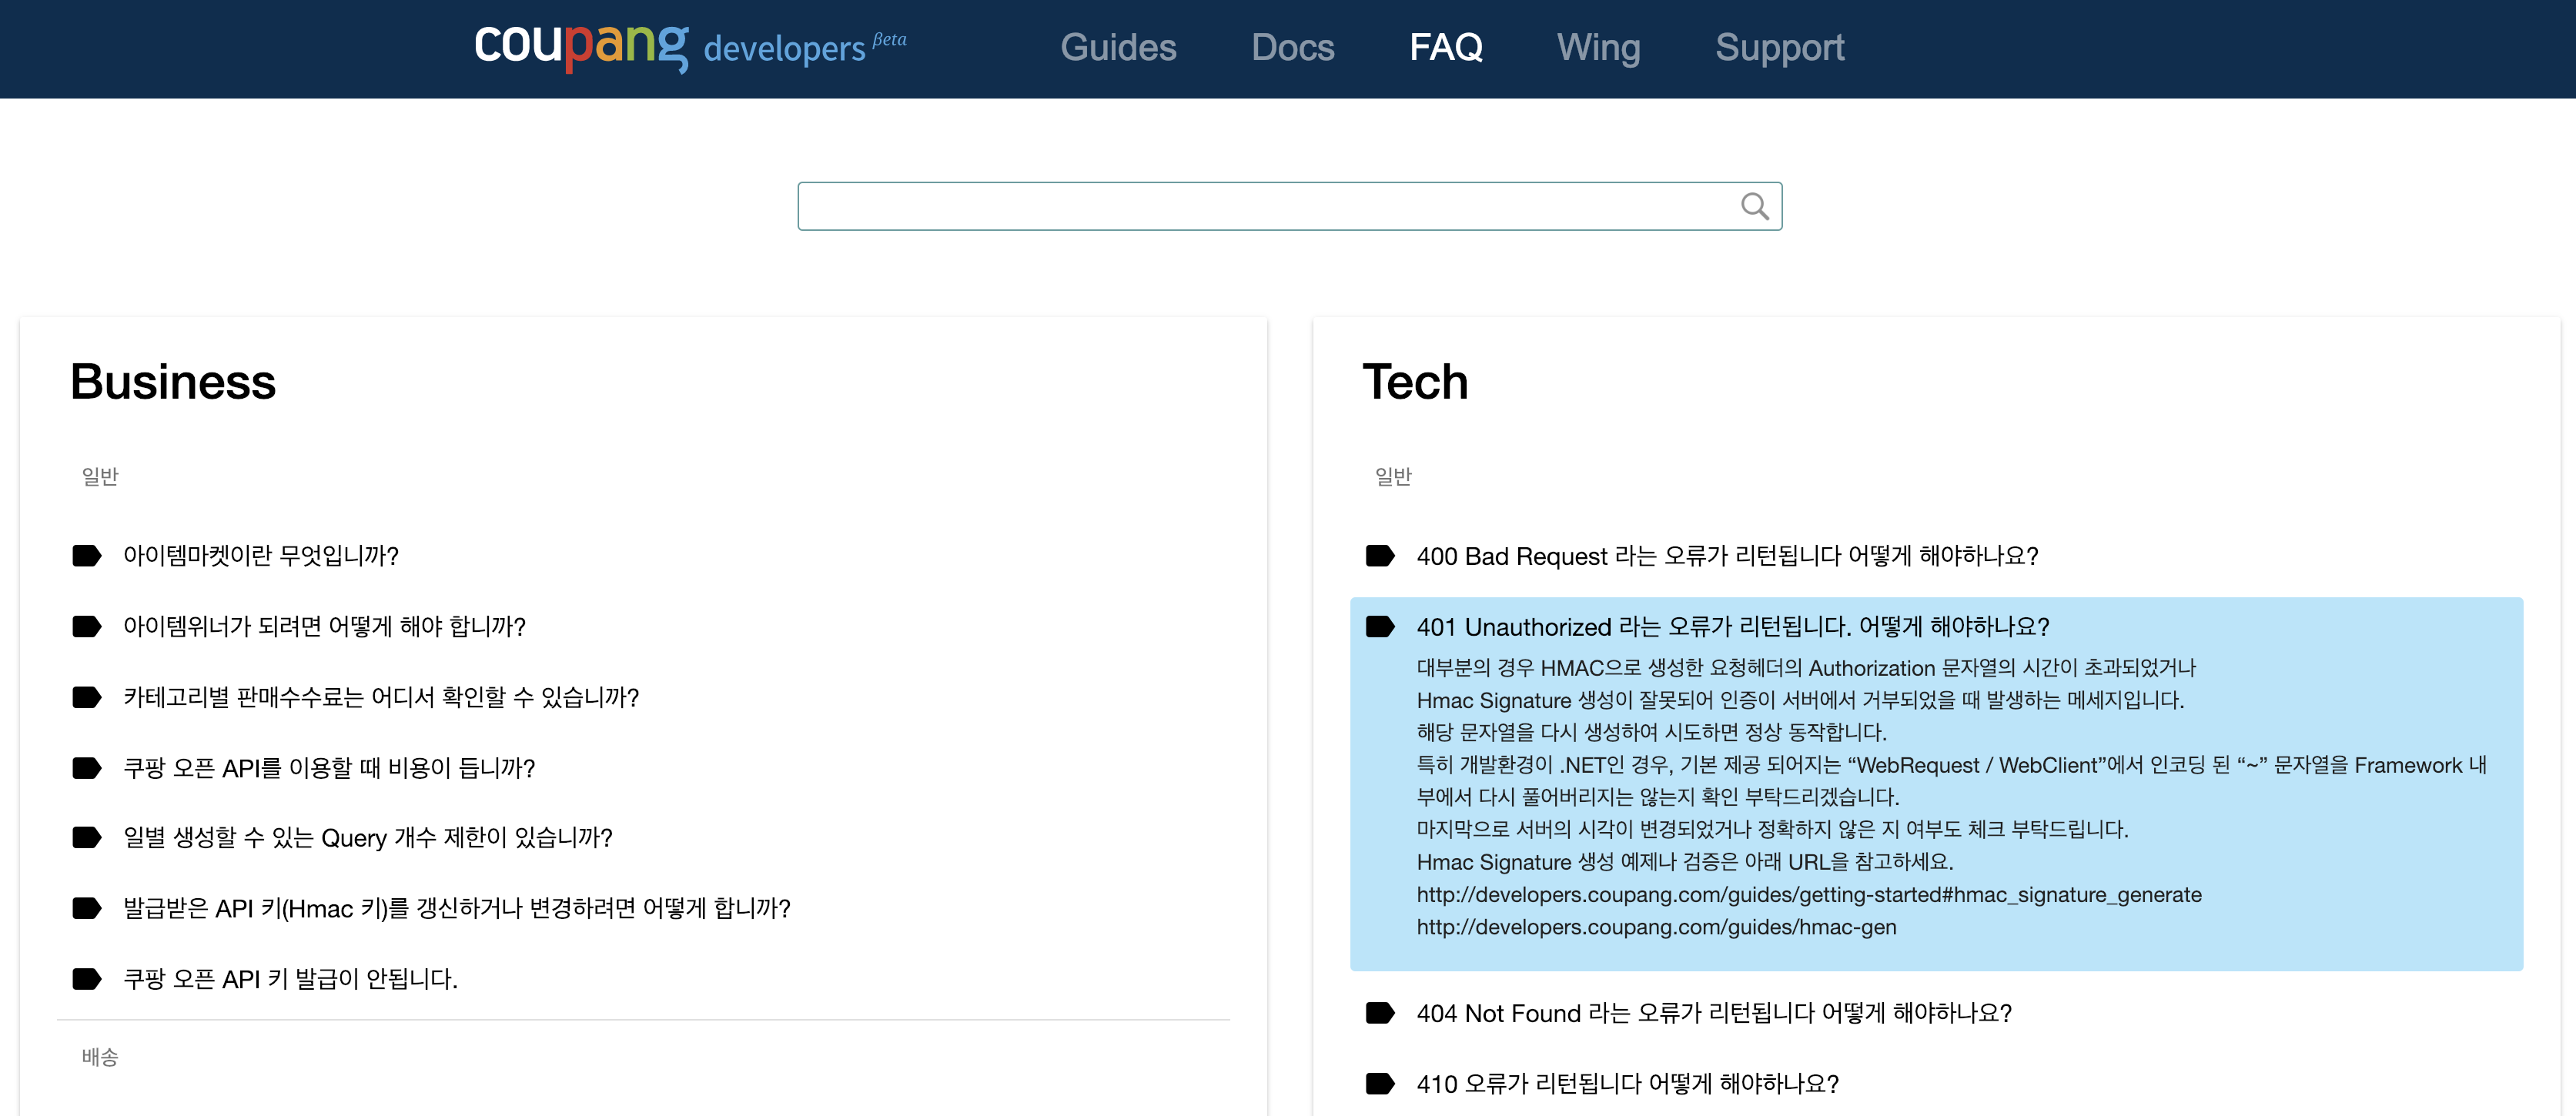 coupang developers βeta
Guides
Docs
FAQ
Wing
Support
Business
일반
아이템마켓이란 무엇입니까?
아이템위너가 되려면 어떻게 해야 합니까?
카테고리별 판매수수료는 어디서 확인할 수 있습니까?
쿠팡 오픈 API를 이용할 때 비용이 듭니까?
일별 생성할 수 있는 Query 개수 제한이 있습니까?
발급받은 API 키(Hmac 키)를 갱신하거나 변경하려면 어떻게 합니까?
쿠팡 오픈 API 키 발급이 안됩니다.
배송
Tech
일반
400 Bad Request 라는 오류가 리턴됩니다 어떻게 해야하나요?
401 Unauthorized 라는 오류가 리턴됩니다. 어떻게 해야하나요?
대부분의 경우 HMAC으로 생성한 요청헤더의 Authorization 문자열의 시간이 초과되었거나
Hmac Signature 생성이 잘못되어 인증이 서버에서 거부되었을 때 발생하는 메세지입니다.
해당 문자열을 다시 생성하여 시도하면 정상 동작합니다.
특히 개발환경이 .NET인 경우, 기본 제공 되어지는 “WebRequest / WebClient”에서 인코딩 된 “~” 문자열을 Framework 내
부에서 다시 풀어버리지는 않는지 확인 부탁드리겠습니다.
마지막으로 서버의 시각이 변경되었거나 정확하지 않은 지 여부도 체크 부탁드립니다.
Hmac Signature 생성 예제나 검증은 아래 URL을 참고하세요.
http://developers.coupang.com/guides/getting-started#hmac_signature_generate
http://developers.coupang.com/guides/hmac-gen
404 Not Found 라는 오류가 리턴됩니다 어떻게 해야하나요?
410 오류가 리턴됩니다 어떻게 해야하나요?